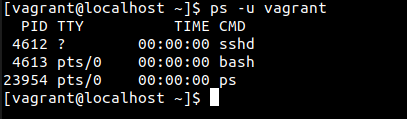 [vagrant@localhost ~]$ ps -u vagrant
  PID TTY          TIME CMD
 4612 ?        00:00:00 sshd
 4613 pts/0    00:00:00 bash
23954 pts/0    00:00:00 ps
[vagrant@localhost ~]$